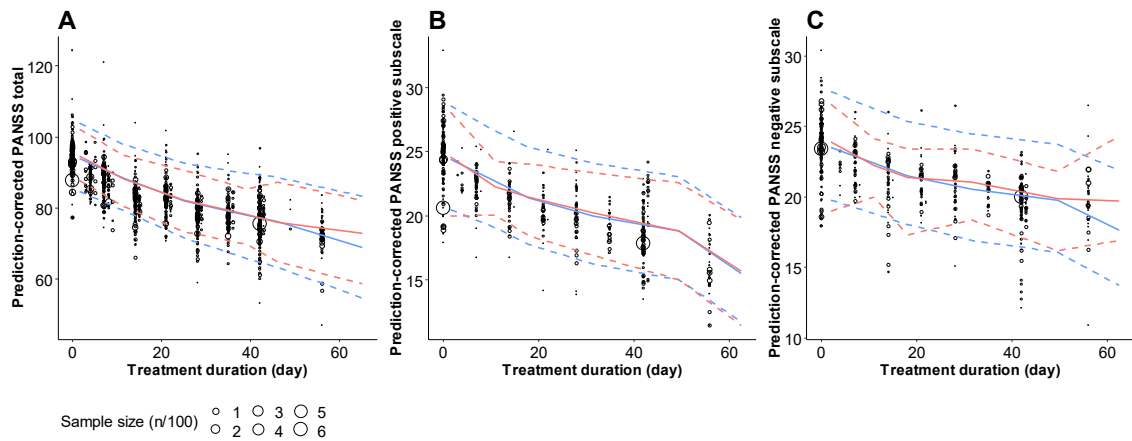 A
B
C
Prediction-corrected PANSS total
120
100
80
60
0
20
40
60
Treatment duration (day)
Prediction-corrected PANSS positive subscale
30
25
20
15
0
20
40
60
Treatment duration (day)
Prediction-corrected PANSS negative subscale
30
25
20
15
10
0
20
40
60
Treatment duration (day)
Sample size (n/100)
1 3 5
2 4 6